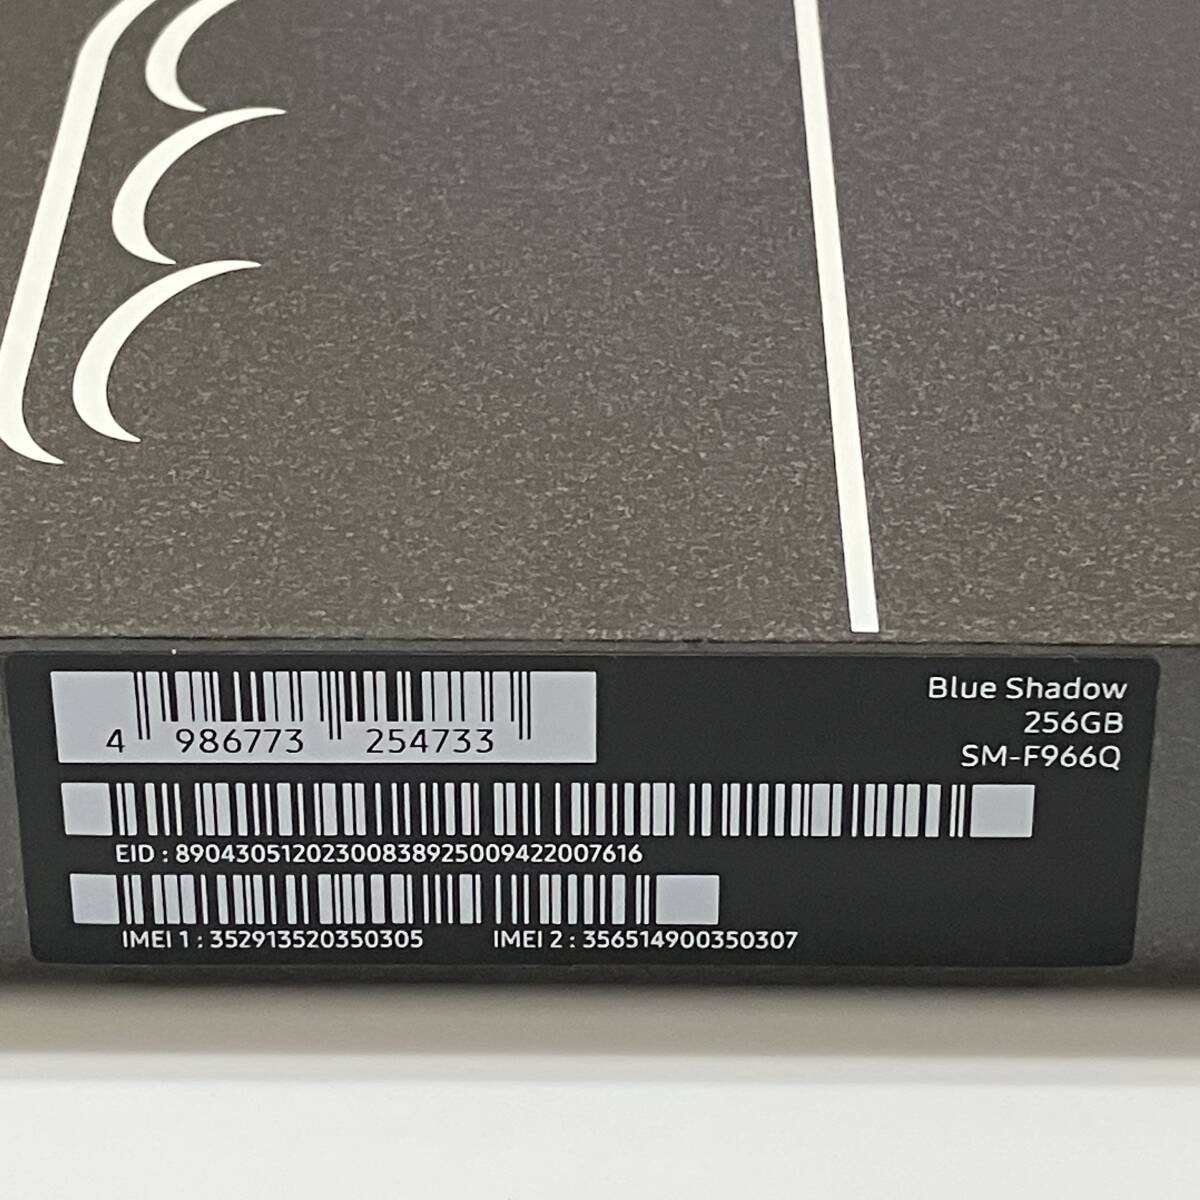 4 986773 254733
Blue Shadow
256GB
SM-F966Q
EID : 89043051202300838925009422007616
IMEI 1 : 352913520350305 IMEI 2 : 356514900350307